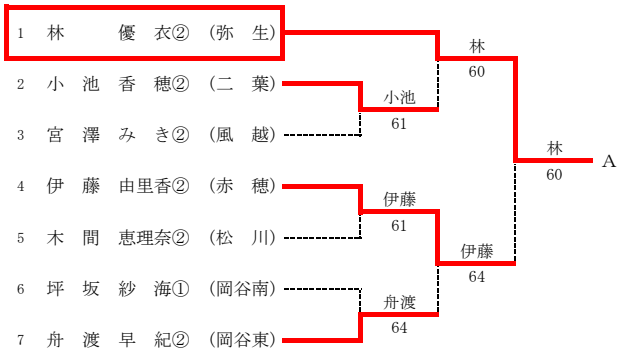 1 林 優 衣② (弥 生)
林
60
2 小 池 香 穂② (二 葉)
小池
61
3 宮 澤 み き② (風 越)
林
60
A
4 伊 藤 由里香② (赤 穂)
伊藤
61
5 木 間 恵理奈② (松 川)
伊藤
64
6 坪 坂 紗 海① (岡谷南)
舟渡
64
7 舟 渡 早 紀② (岡谷東)